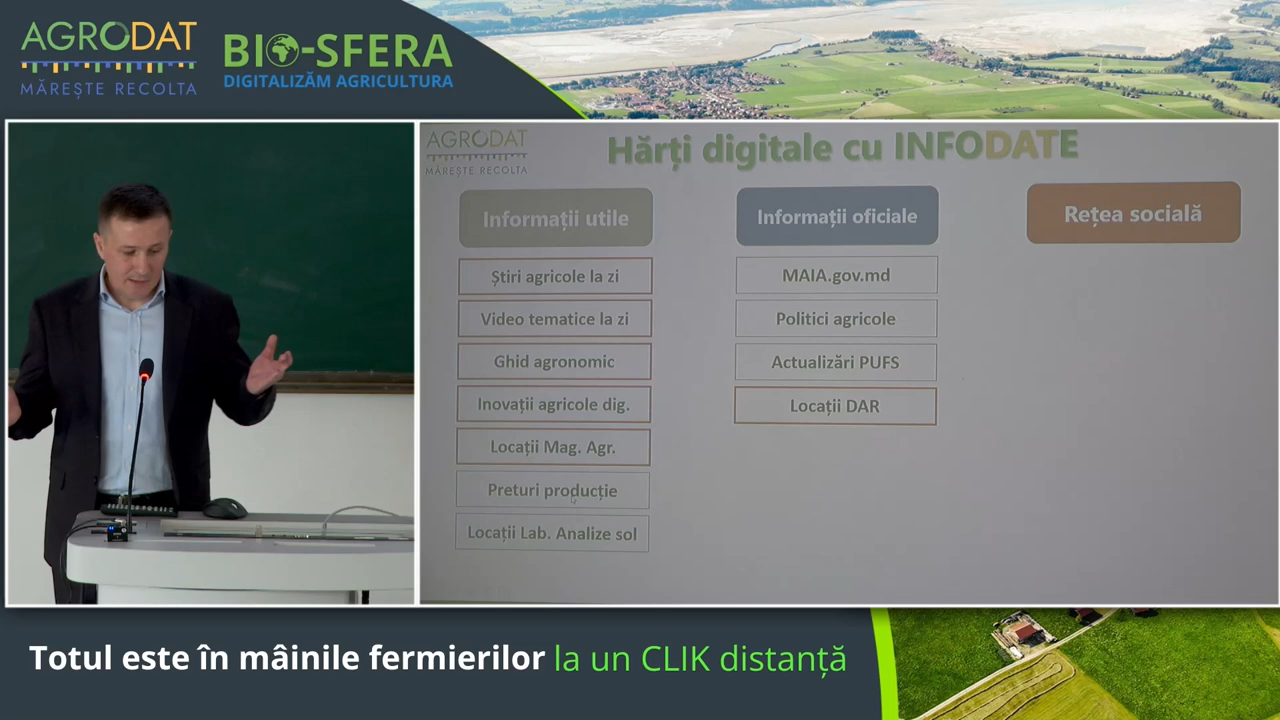 AGRODAT
MĂREȘTE RECOLTA
BIO-SFERA
DIGITALIZĂM AGRICULTURA
AGRODAT
MĂREȘTE RECOLTA
Hărți digitale cu INFODATE
Informații utile
Știri agricole la zi
Video tematice la zi
Ghid agronomic
Inovații agricole dig.
Locații Mag. Agr.
Preturi producție
Locații Lab. Analize sol
Informații oficiale
MAIA.gov.md
Politici agricole
Actualizări PUFS
Locații DAR
Rețea socială
Totul este în mâinile fermierilor la un CLIK distanță